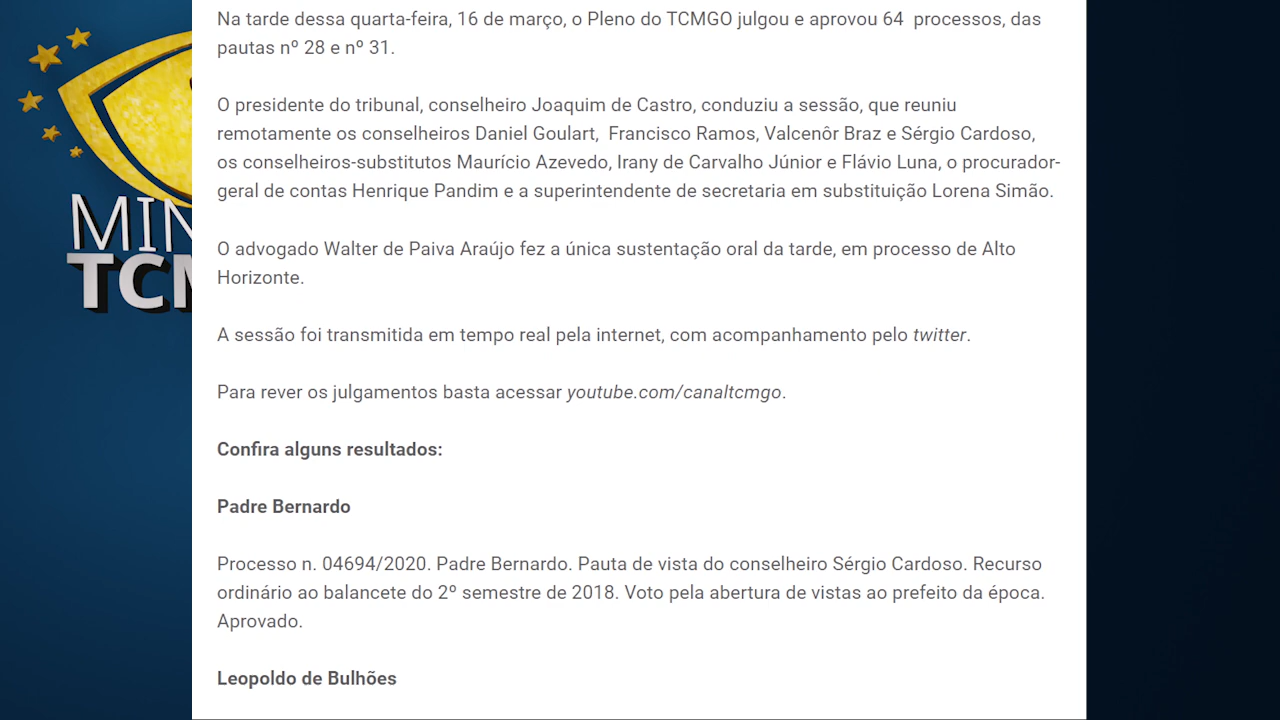 Na tarde dessa quarta-feira, 16 de março, o Pleno do TCMGO julgou e aprovou 64 processos, das
pautas nº 28 e nº 31.
O presidente do tribunal, conselheiro Joaquim de Castro, conduziu a sessão, que reuniu
remotamente os conselheiros Daniel Goulart, Francisco Ramos, Valcenôr Braz e Sérgio Cardoso,
os conselheiros-substitutos Maurício Azevedo, Irany de Carvalho Júnior e Flávio Luna, o procurador-
geral de contas Henrique Pandim e a superintendente de secretaria em substituição Lorena Simão.
O advogado Walter de Paiva Araújo fez a única sustentação oral da tarde, em processo de Alto
Horizonte.
A sessão foi transmitida em tempo real pela internet, com acompanhamento pelo twitter.
Para rever os julgamentos basta acessar youtube.com/canaltcmgo.
Confira alguns resultados:
Padre Bernardo
Processo n. 04694/2020. Padre Bernardo. Pauta de vista do conselheiro Sérgio Cardoso. Recurso
ordinário ao balancete do 2º semestre de 2018. Voto pela abertura de vistas ao prefeito da época.
Aprovado.
Leopoldo de Bulhões
MIN
TCM